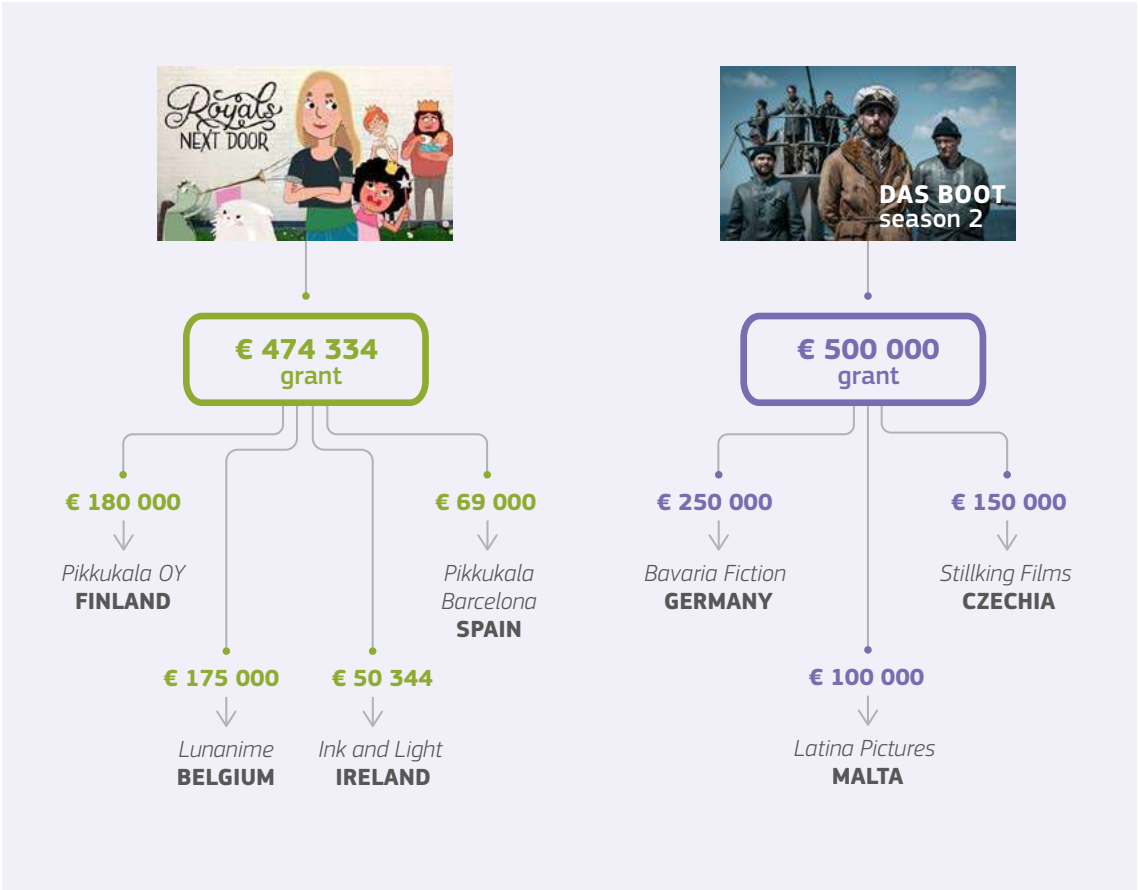 Royals
NEXT DOOR
DAS BOOT
season 2
€ 474 334
grant
€ 500 000
grant
€ 180 000
Pikkukala OY
FINLAND
€ 69 000
Pikkukala
Barcelona
SPAIN
€ 175 000
Lunanime
BELGIUM
€ 50 344
Ink and Light
IRELAND
€ 250 000
Bavaria Fiction
GERMANY
€ 150 000
Stillking Films
CZECHIA
€ 100 000
Latina Pictures
MALTA